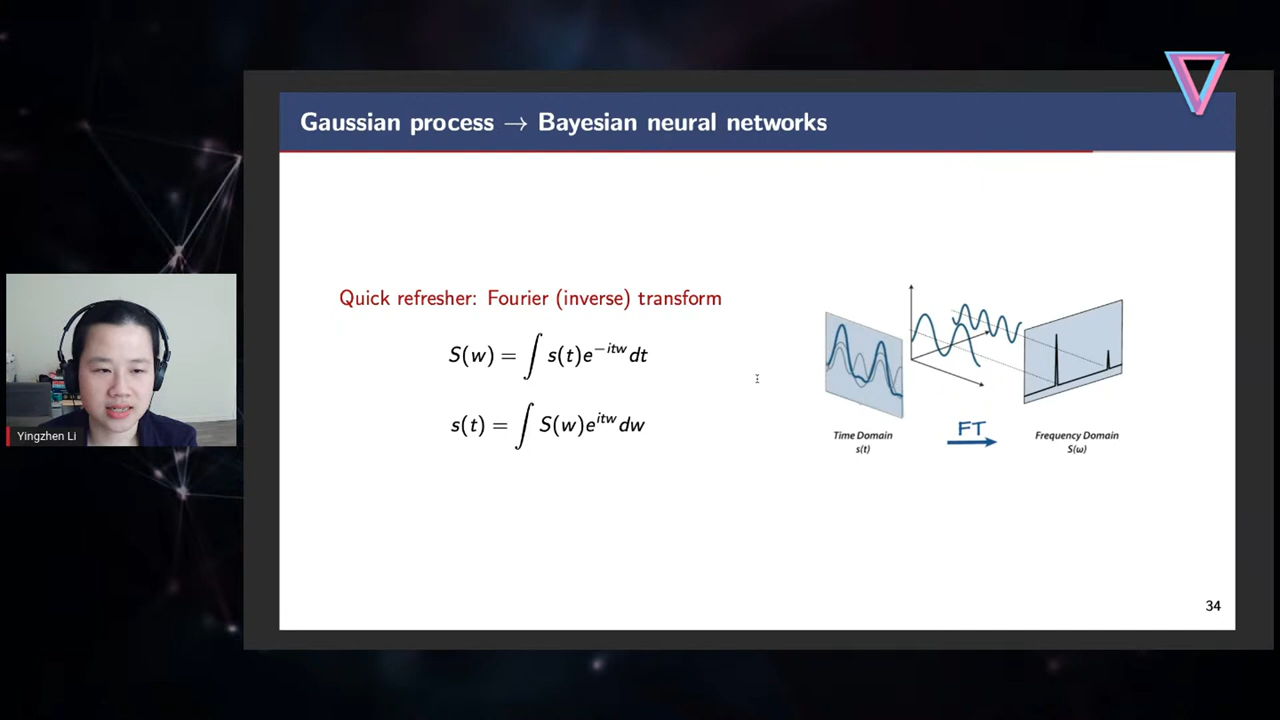 Gaussian process → Bayesian neural networks
Quick refresher: Fourier (inverse) transform
S(w) = ∫ s(t)e^{−itw} dt
s(t) = ∫ S(w)e^{itw} dw
FT
Time Domain
s(t)
Frequency Domain
S(ω)
Yingzhen Li
34